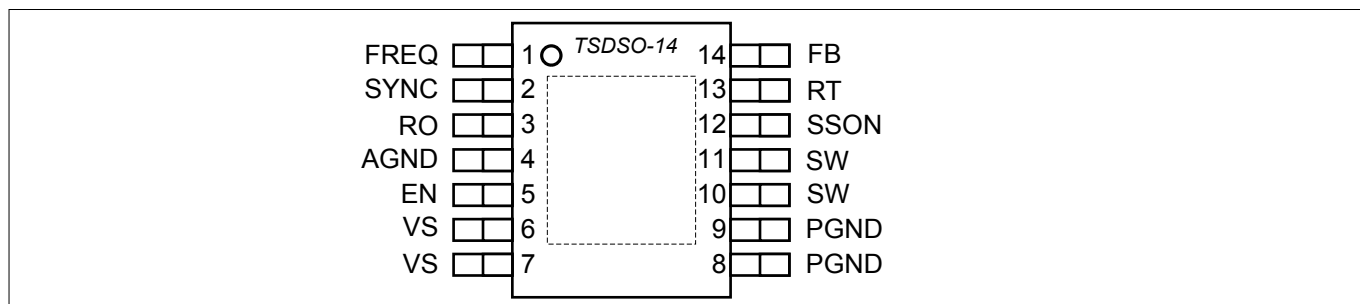 FREQ 1 TSDSO-14 14 FB
SYNC 2 13 RT
RO 3 12 SSON
AGND 4 11 SW
EN 5 10 SW
VS 6 9 PGND
VS 7 8 PGND